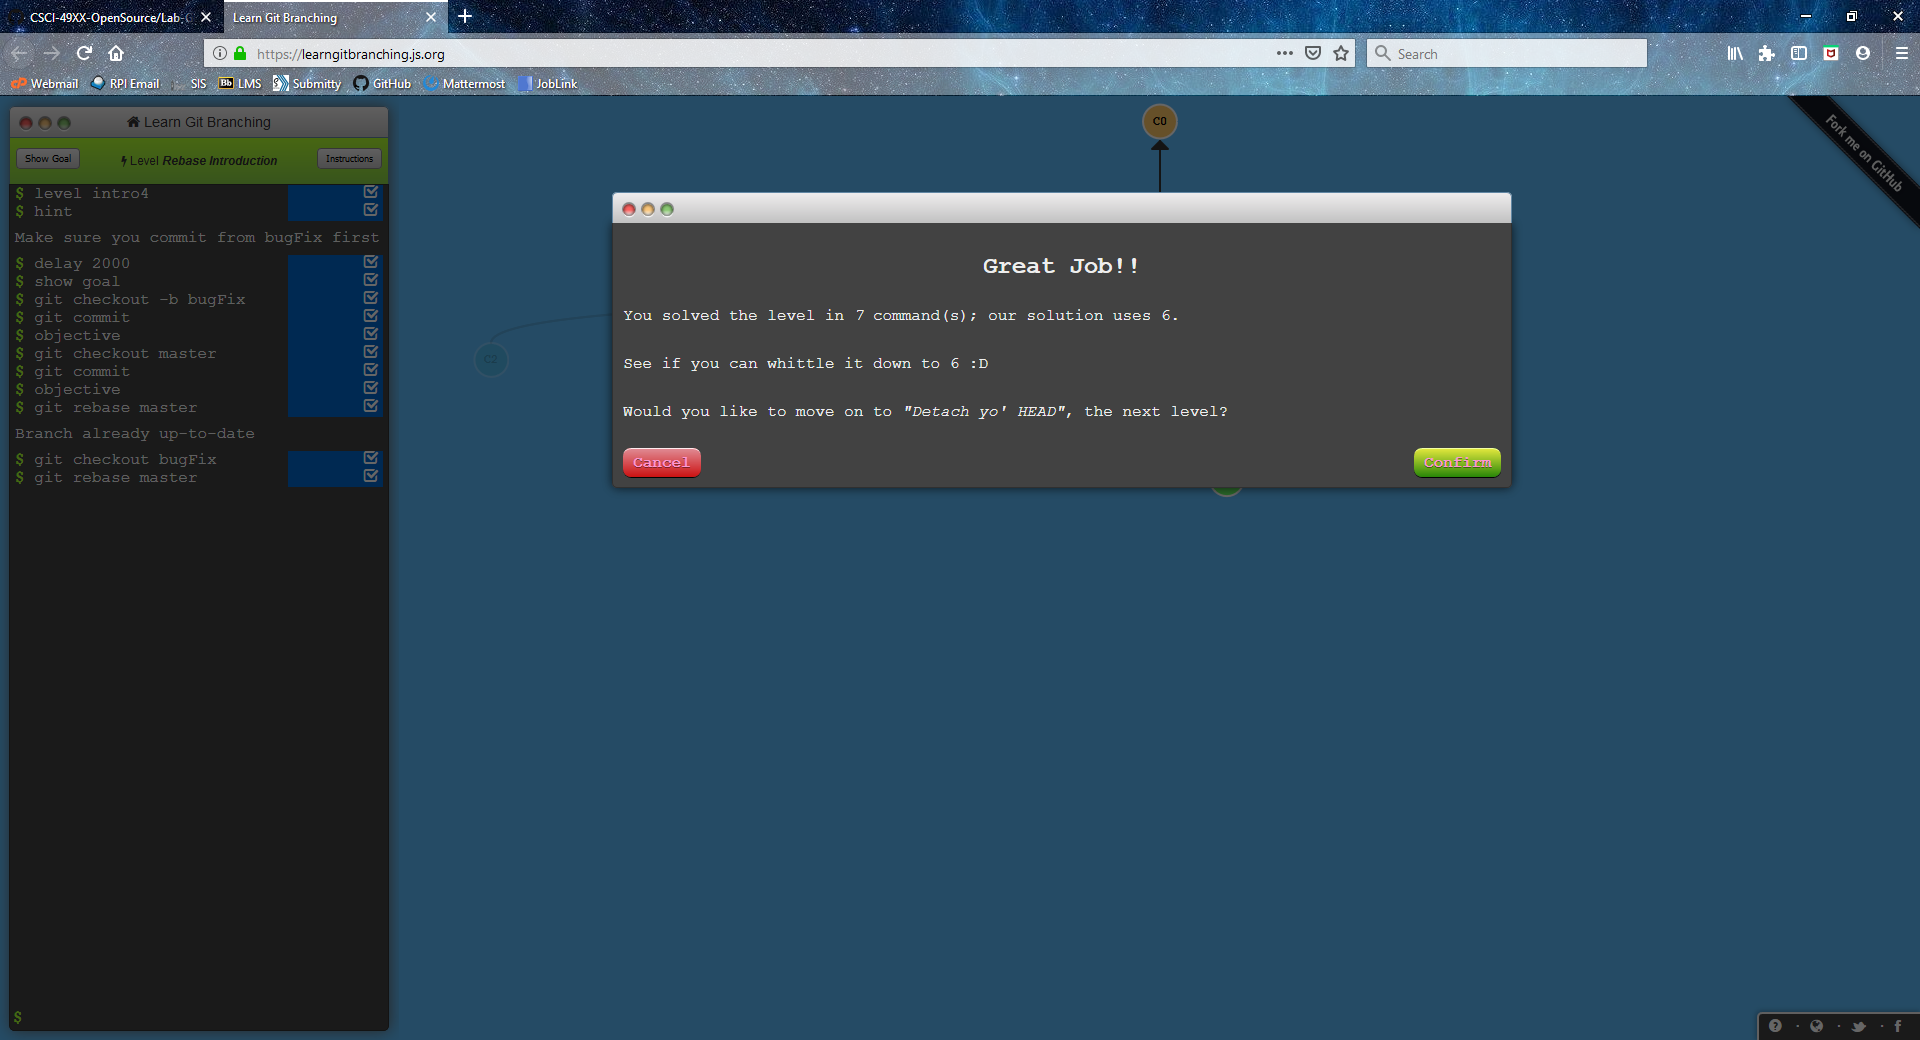 CSCI-49XX-OpenSource/Lab-
Learn Git Branching
https://learngitbranching.js.org
Search
Webmail RPI Email SIS Bb LMS Submitty GitHub Mattermost JobLink
Learn Git Branching
Show Goal
Level Rebase Introduction
Instructions
$ level intro4
$ hint
Make sure you commit from bugFix first
$ delay 2000
$ show goal
$ git checkout -b bugFix
$ git commit
$ objective
$ git checkout master
$ git commit
$ objective
$ git rebase master
Branch already up-to-date
$ git checkout bugFix
$ git rebase master
$
C0
C2
Fork me on GitHub
Great Job!!
You solved the level in 7 command(s); our solution uses 6.
See if you can whittle it down to 6 :D
Would you like to move on to "Detach yo' HEAD", the next level?
Cancel
Confirm